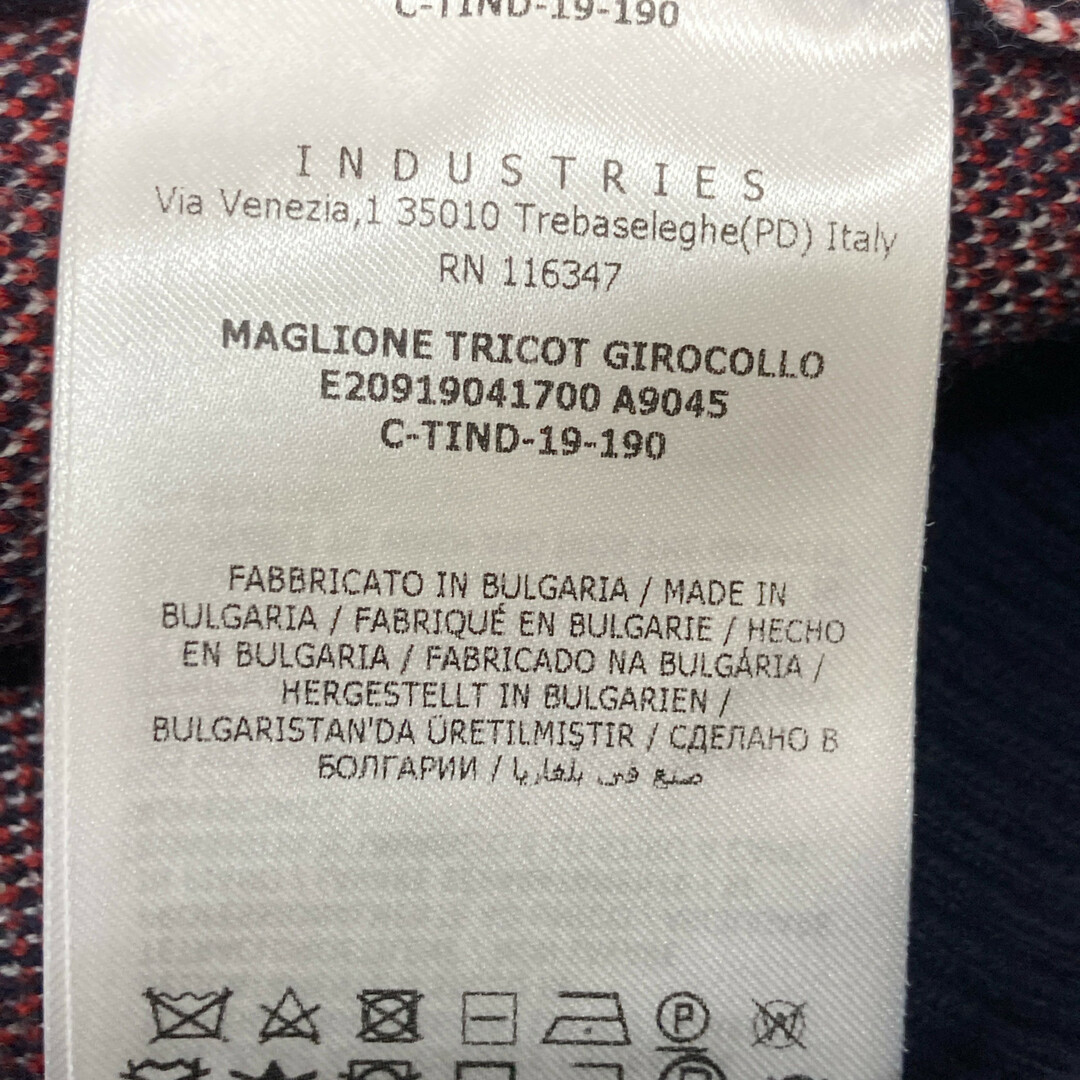 C-TIND-19-190
INDUSTRIES
Via Venezia,1 35010 Trebaseleghe(PD) Italy
RN 116347
MAGLIONE TRICOT GIROCOLLO
E20919041700 A9045
C-TIND-19-190
FABBRICATO IN BULGARIA / MADE IN
BULGARIA / FABRIQUÉ EN BULGARIE / HECHO
EN BULGARIA / FABRICADO NA BULGÁRIA /
HERGESTELLT IN BULGARIEN /
BULGARISTAN'DA ÜRETILMIŞTIR / СДЕЛАНО В
БОЛГАРИИ / صنع في بلغاريا
P
W